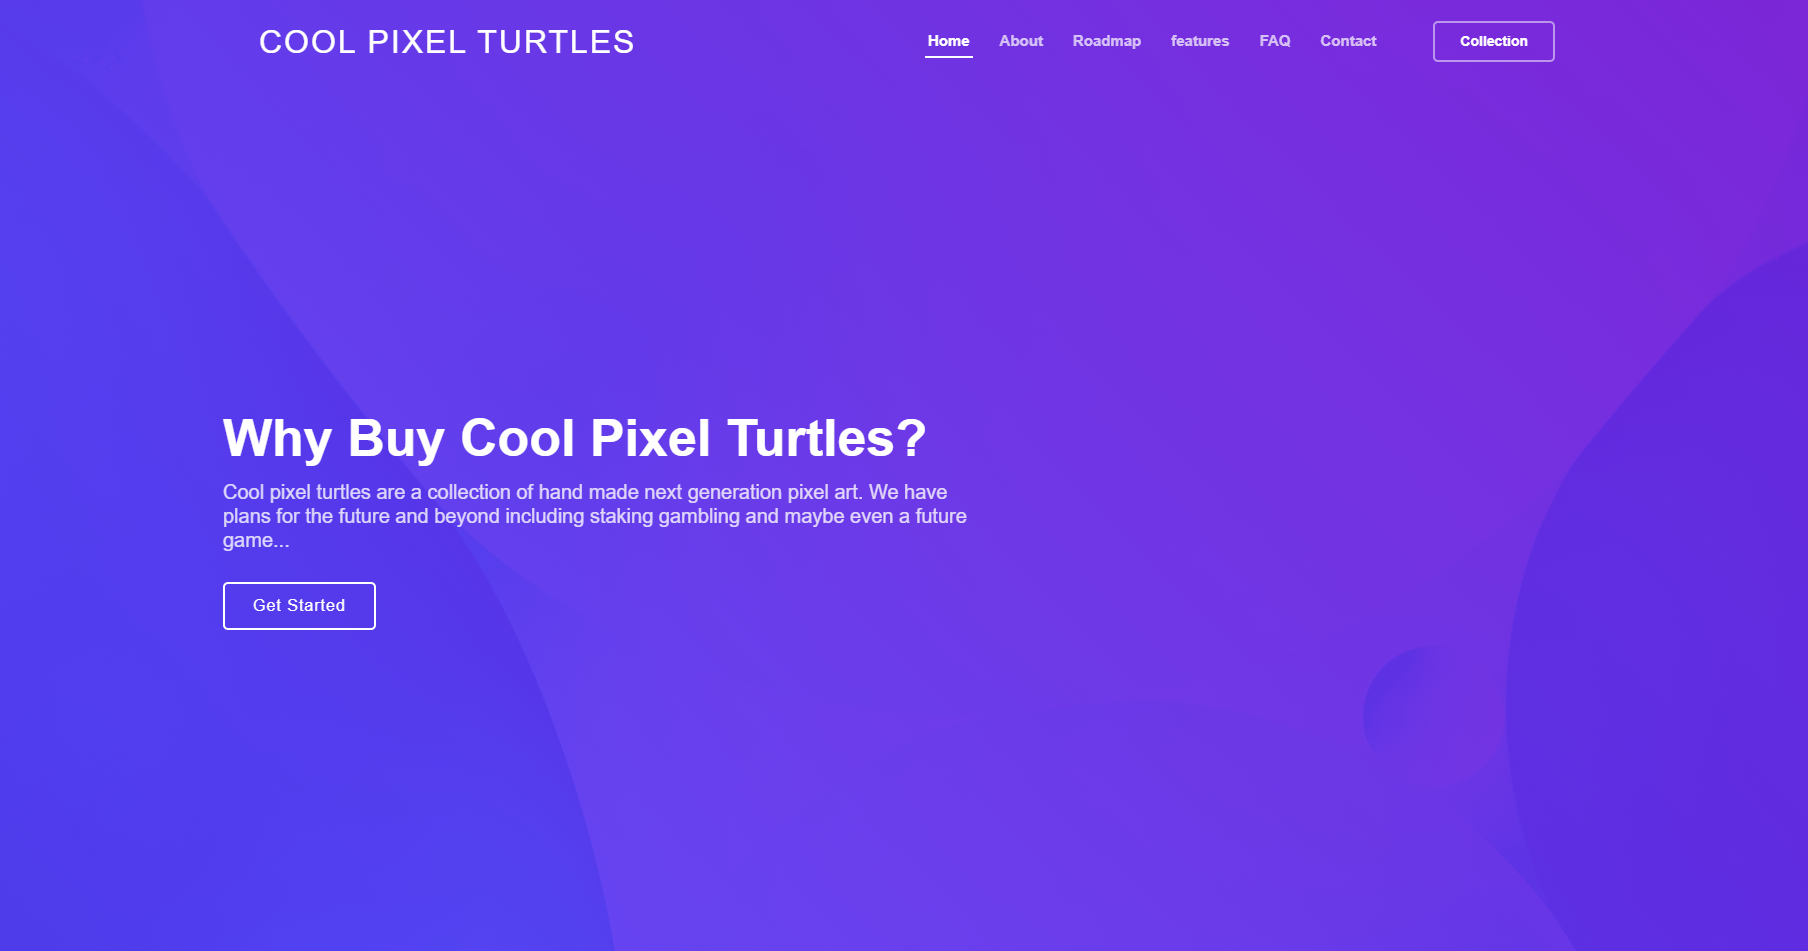 COOL PIXEL TURTLES
Home About Roadmap features FAQ Contact Collection
Why Buy Cool Pixel Turtles?
Cool pixel turtles are a collection of hand made next generation pixel art. We have
plans for the future and beyond including staking gambling and maybe even a future
game...
Get Started